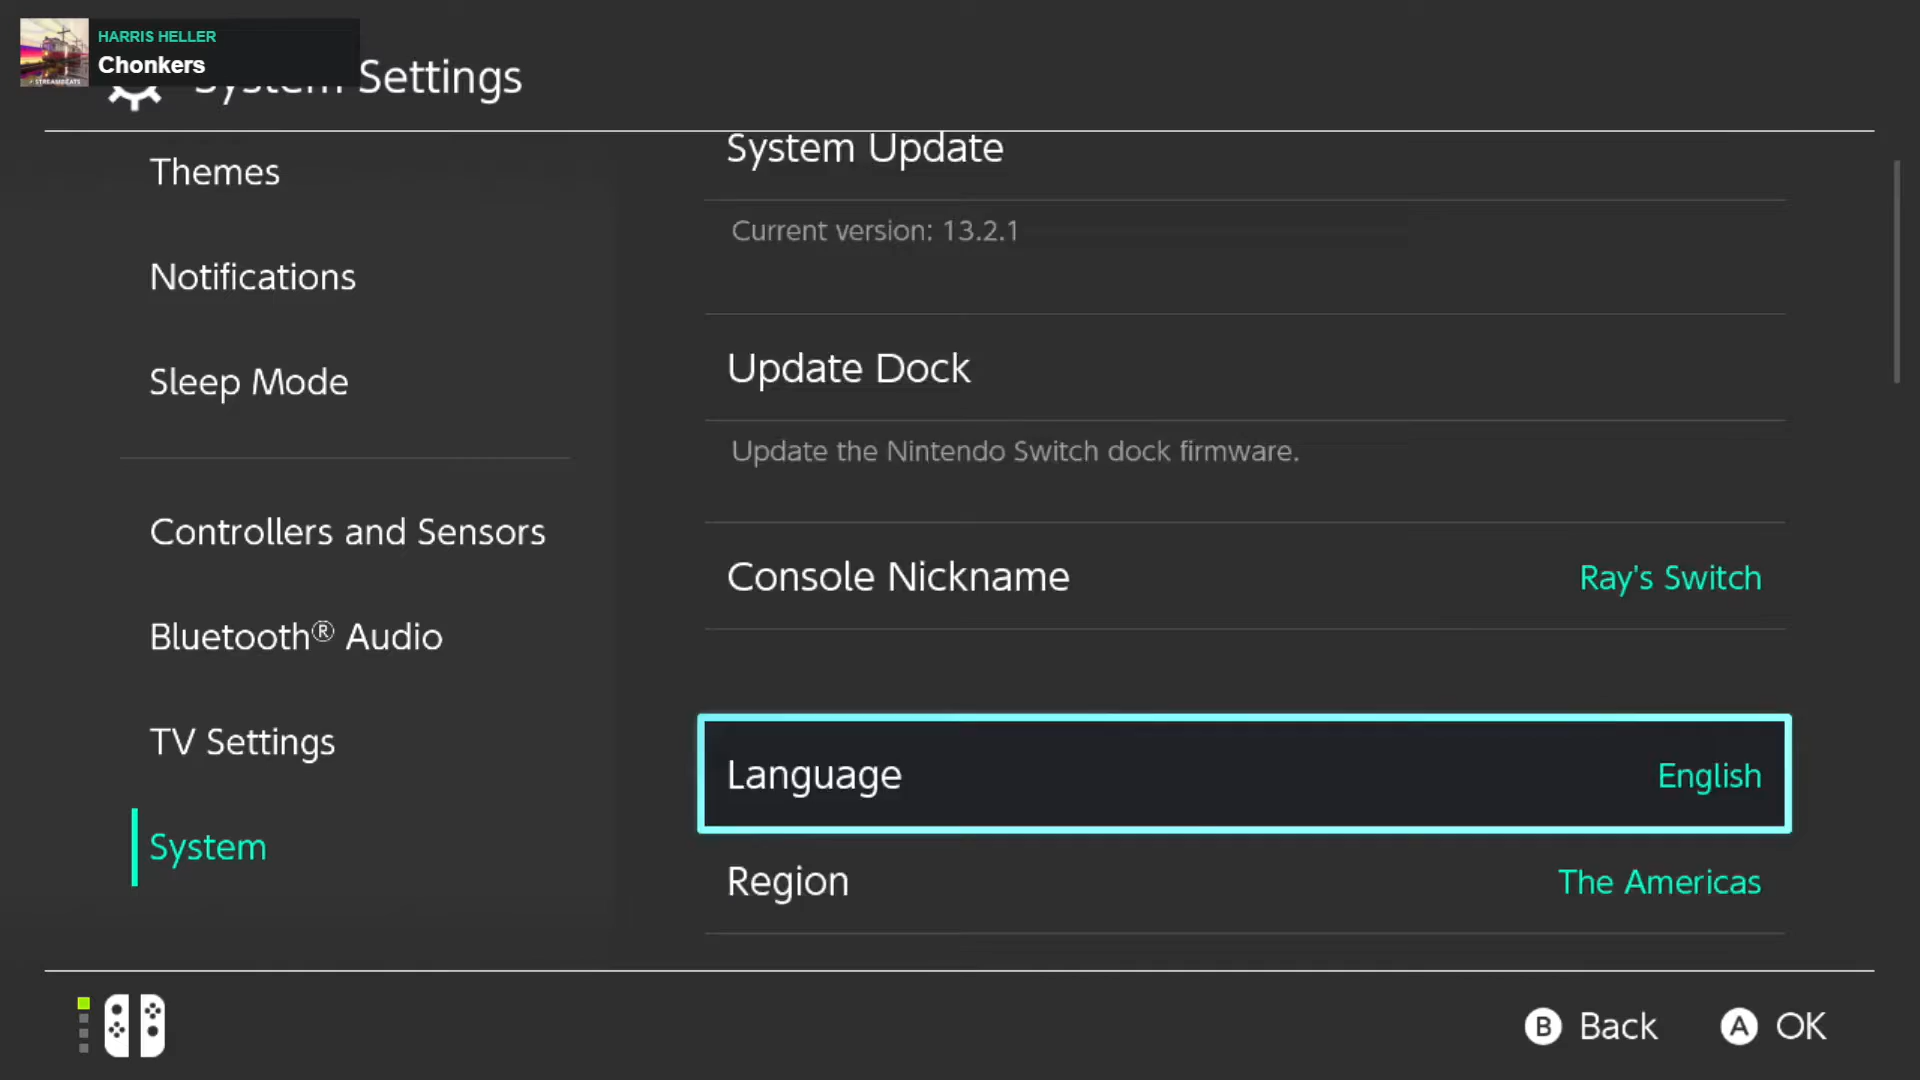 HARRIS HELLER
Chonkers
STREAMBEATS
System Settings
Themes
Notifications
Sleep Mode
Controllers and Sensors
Bluetooth® Audio
TV Settings
System
System Update
Current version: 13.2.1
Update Dock
Update the Nintendo Switch dock firmware.
Console Nickname Ray's Switch
Language English
Region The Americas
B Back A OK